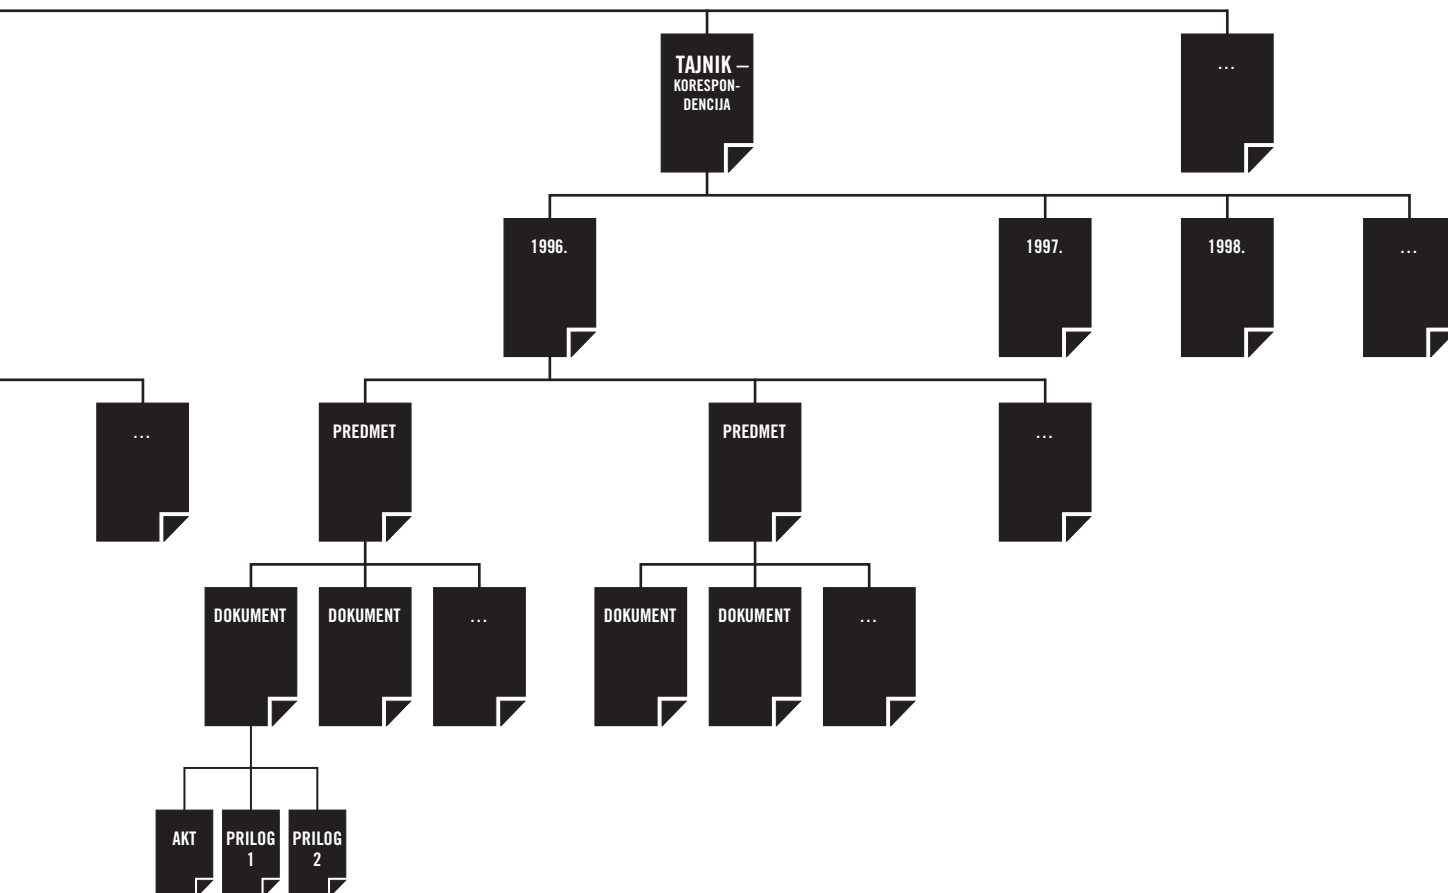 TAJNIK –
KORESPON-
DENCIJA
...
1996.
1997.
1998.
...
...
PREDMET
PREDMET
...
DOKUMENT
DOKUMENT
...
DOKUMENT
DOKUMENT
...
AKT
PRILOG
1
PRILOG
2